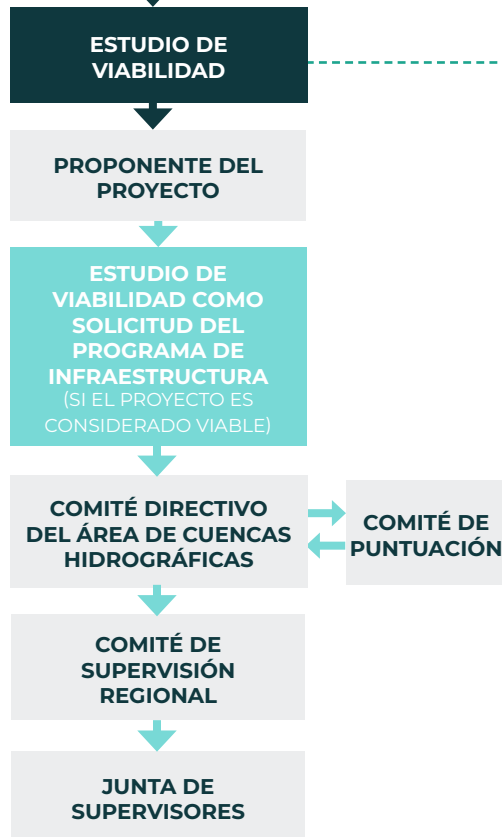 ESTUDIO DE
VIABILIDAD
PROPONENTE DEL
PROYECTO
ESTUDIO DE
VIABILIDAD COMO
SOLICITUD DEL
PROGRAMA DE
INFRAESTRUCTURA
(SI EL PROYECTO ES
CONSIDERADO VIABLE)
COMITÉ DIRECTIVO
DEL ÁREA DE CUENCAS
HIDROGRÁFICAS
COMITÉ DE
PUNTUACIÓN
COMITÉ DE
SUPERVISIÓN
REGIONAL
JUNTA DE
SUPERVISORES